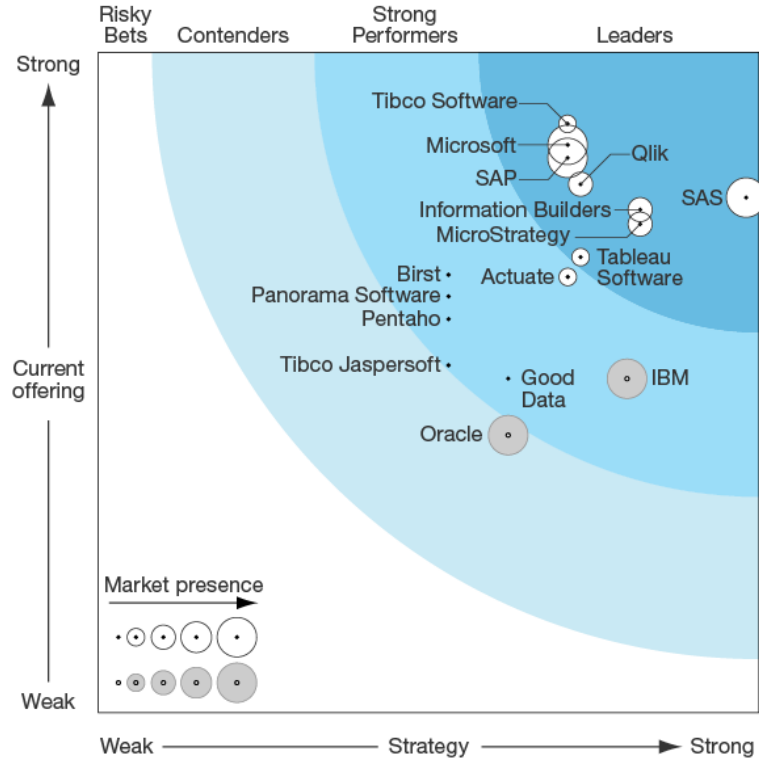 Risky
Bets
Contenders
Strong
Performers
Leaders
Strong
Tibco Software
Microsoft
Qlik
SAP
SAS
Information Builders
MicroStrategy
Tableau
Software
Birst
Actuate
Panorama Software
Pentaho
Tibco Jaspersoft
Current
offering
Good
Data
IBM
Oracle
Market presence
Weak
Weak
Strategy
Strong